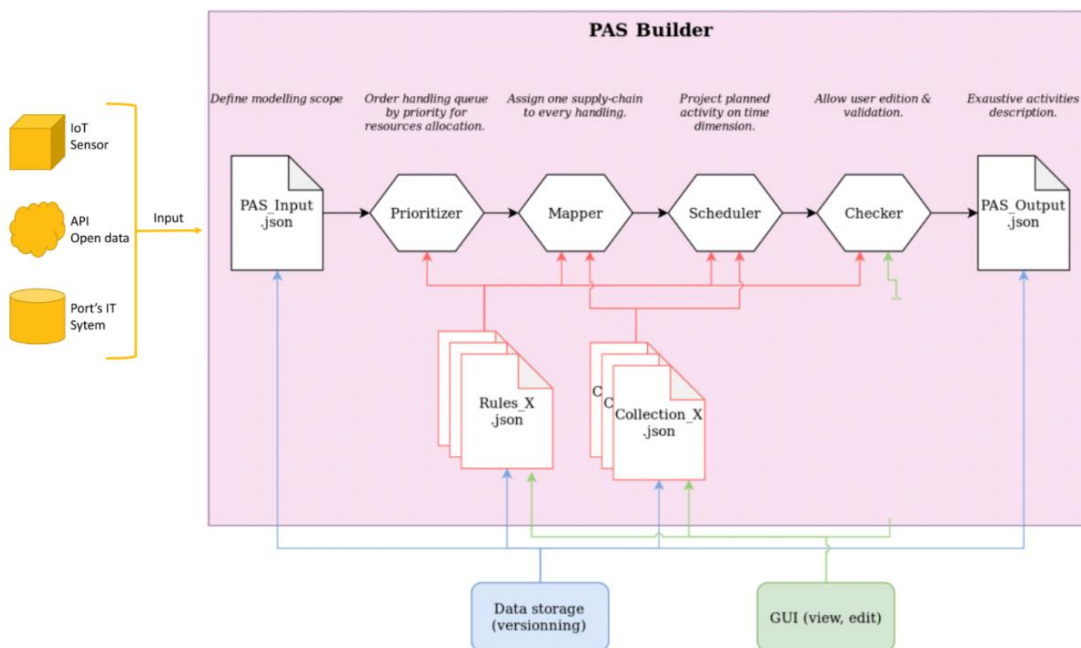 PAS Builder
Define modelling scope
Order handling queue
by priority for
resources allocation.
Assign one supply-chain
to every handling.
Project planned
activity on time
dimension.
Allow user edition &
validation.
Exaustive activities
description.
IoT
Sensor
API
Open data
Port's IT
Sytem
Input
PAS_Input
.json
Prioritizer
Mapper
Scheduler
Checker
PAS_Output
.json
Rules_X
.json
C
C
Collection_X
.json
Data storage
(versionning)
GUI (view, edit)